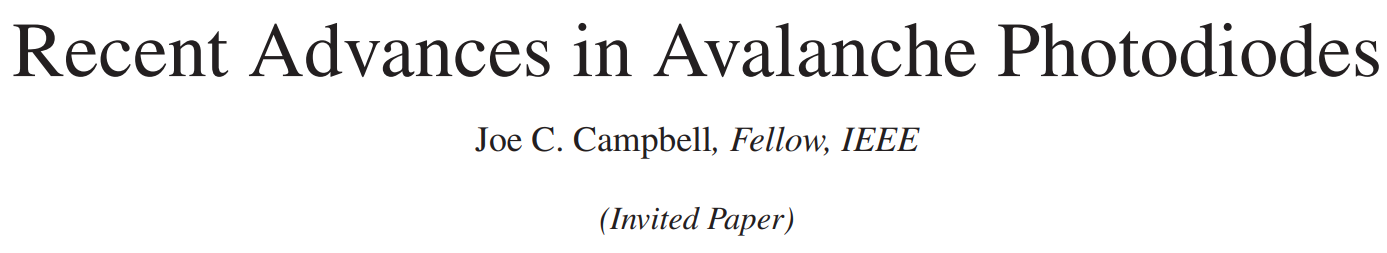 Recent Advances in Avalanche Photodiodes
Joe C. Campbell, Fellow, IEEE
(Invited Paper)